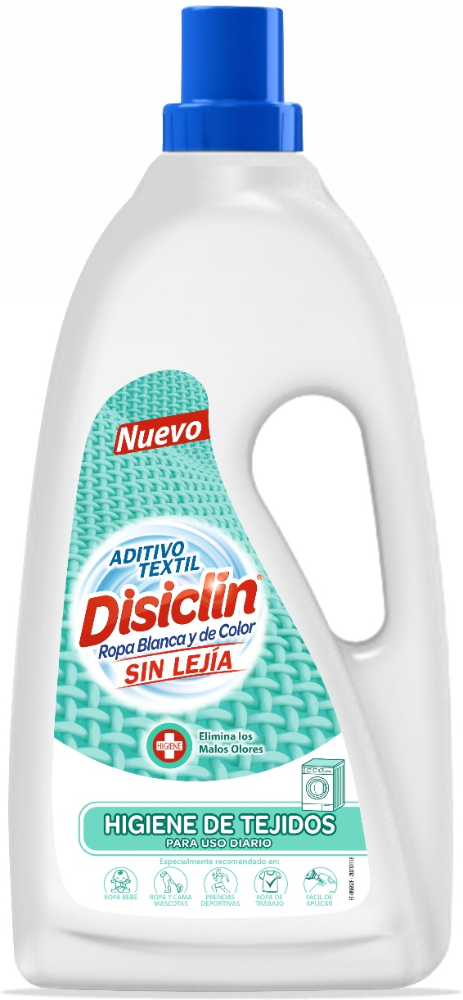 Nuevo
ADITIVO
TEXTIL
Disiclin®
Ropa Blanca y de Color
SIN LEJÍA
HIGIENE
Elimina los
Malos Olores
HIGIENE DE TEJIDOS
PARA USO DIARIO
Especialmente recomendado en:
ROPA BEBÉ
ROPA Y CAMA
MASCOTAS
PRENDAS
DEPORTIVAS
ROPA DE
TRABAJO
FÁCIL DE
APLICAR